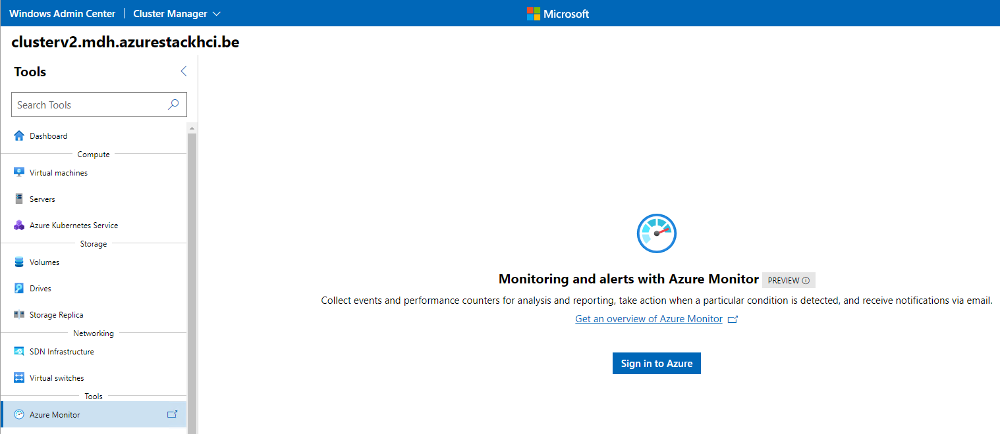 Windows Admin Center | Cluster Manager
Microsoft
clusterv2.mdh.azurestackhci.be
Tools
Search Tools
Dashboard
Compute
Virtual machines
Servers
Azure Kubernetes Service
Storage
Volumes
Drives
Storage Replica
Networking
SDN Infrastructure
Virtual switches
Tools
Azure Monitor
Monitoring and alerts with Azure Monitor PREVIEW
Collect events and performance counters for analysis and reporting, take action when a particular condition is detected, and receive notifications via email.
Get an overview of Azure Monitor
Sign in to Azure